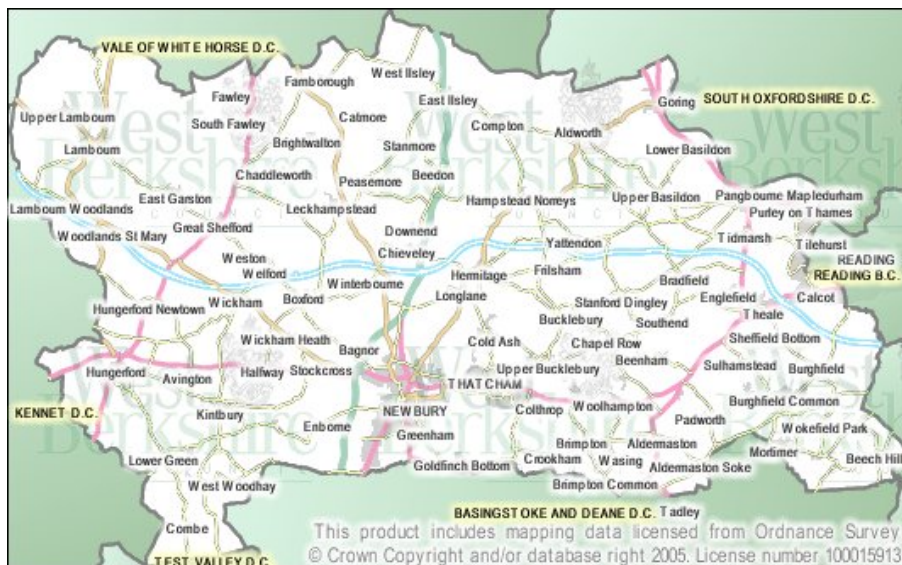 VALE OF WHITE HORSE D.C.
West Ilsley
Farnborough
Fawley
East Ilsley
Goring
SOUTH OXFORDSHIRE D.C.
Upper Lambourn
South Fawley
Catmore
Compton
Aldworth
Lambourn
Brightwalton
Stanmore
Lower Basildon
Chaddleworth
Peasemore
Beedon
Lambourn Woodlands
East Garston
Leckhampstead
Hampstead Norreys
Upper Basildon
Pangbourne
Mapledurham
Purley on Thames
Woodlands St Mary
Great Shefford
Downend
Tidmarsh
Tilehurst
Weston
Chieveley
Yattendon
READING
Welford
Winterbourne
Hermitage
Frilsham
Bradfield
READING B.C.
Hungerford Newtown
Wickham
Boxford
Longlane
Stanford Dingley
Englefield
Calcot
Bucklebury
Southend
Theale
Wickham Heath
Bagnor
Cold Ash
Chapel Row
Sheffield Bottom
Hungerford
Avington
Halfway
Stockcross
Upper Bucklebury
Beenham
Sulhamstead
Burghfield
THATCHAM
KENNET D.C.
Kintbury
Enborne
NEWBURY
Colthrop
Woolhampton
Padworth
Burghfield Common
Greenham
Brimpton
Aldermaston
Wokefield Park
Lower Green
Goldfinch Bottom
Crookham
Wasing
Aldermaston Soke
Mortimer
Beech Hill
West Woodhay
Brimpton Common
Combe
BASINGSTOKE AND DEANE D.C.
Tadley
TEST VALLEY D.C.
This product includes mapping data licensed from Ordnance Survey
© Crown Copyright and/or database right 2005. License number 100015913
West
Berkshire
COUNCIL